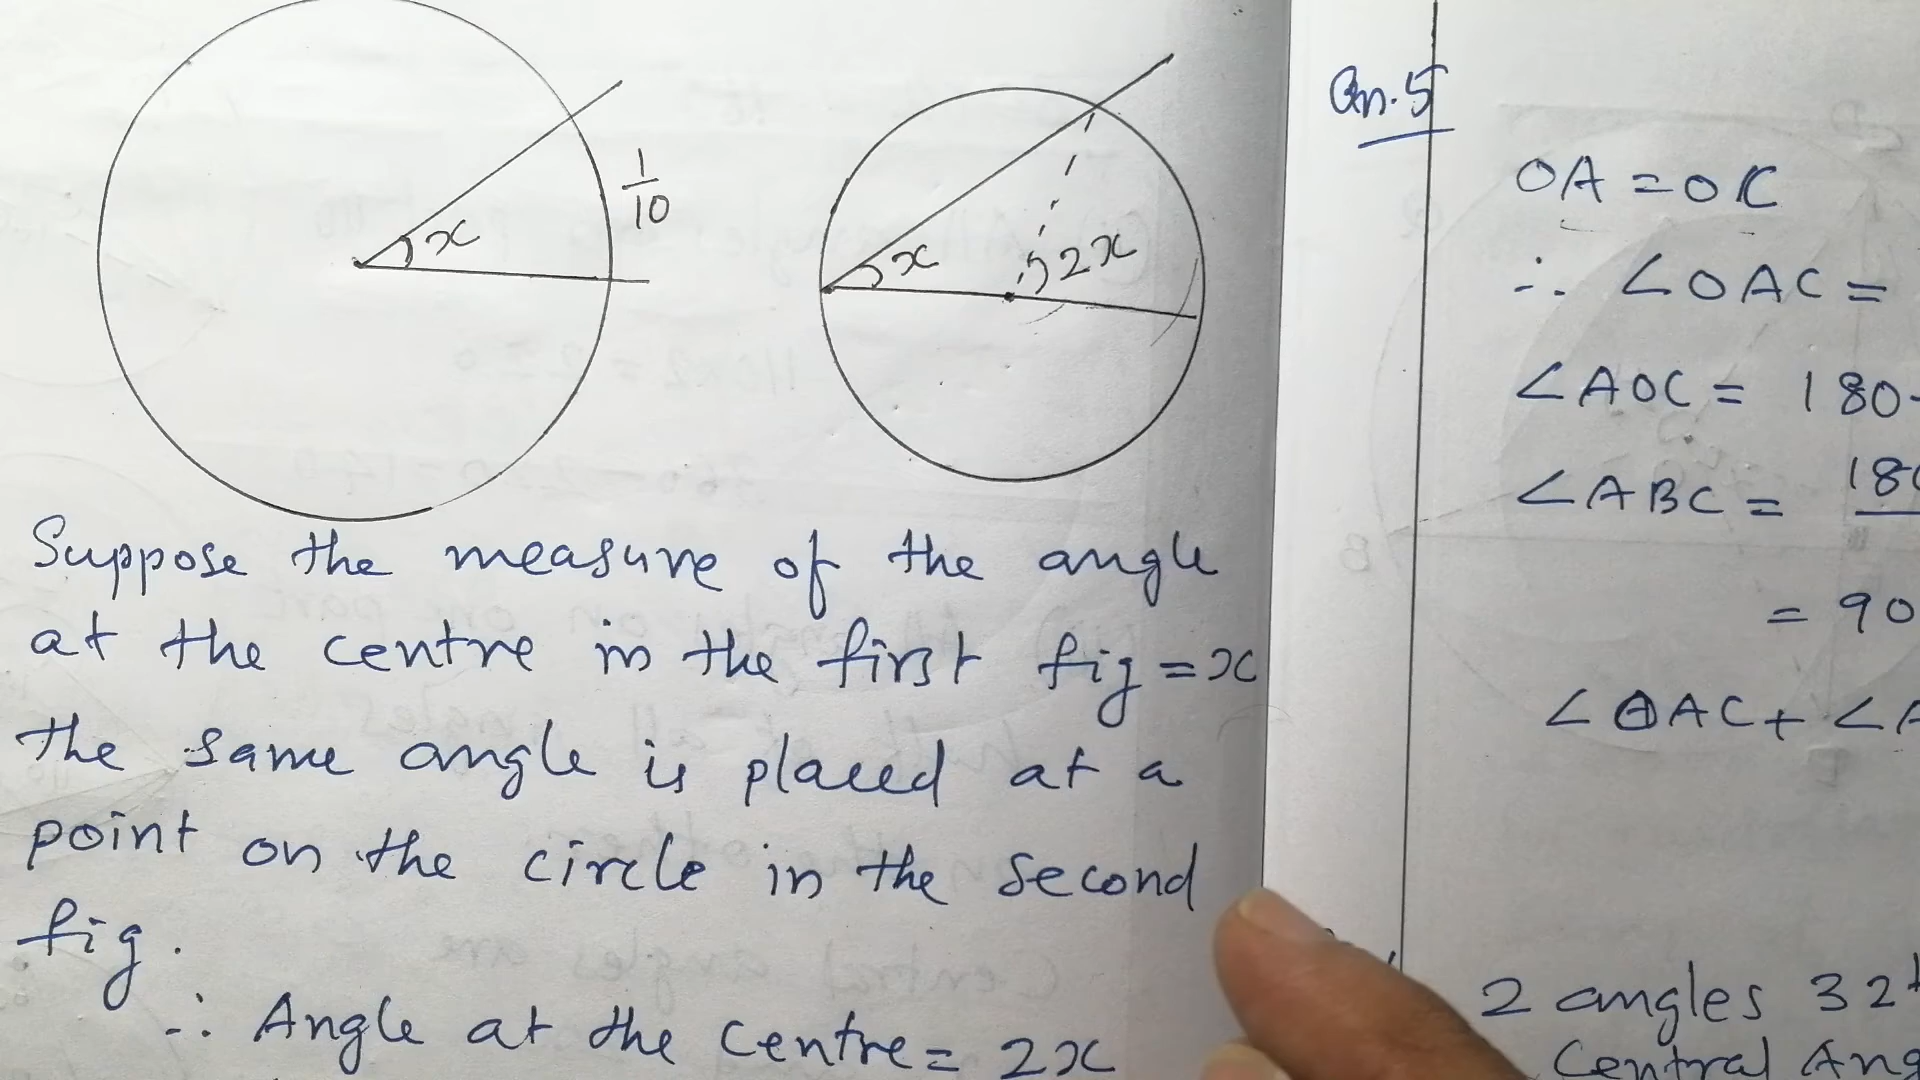 x
1/10
x
2x
Suppose the measure of the angle
at the centre in the first fig = x
the same angle is placed at a
point on the circle in the second
fig.
∴ Angle at the centre = 2x
Qn.5
OA = OC
∴ ∠OAC =
∠AOC = 180-
∠ABC = 180
= 90
∠OAC + ∠A
2 angles 32
Central Ang